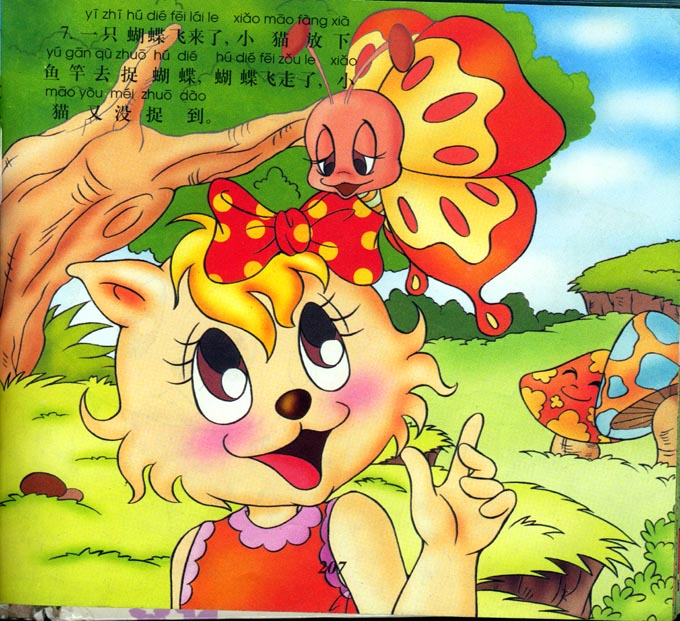 yī zhī hú dié fēi lái le xiǎo māo fàng xià
7. 一只蝴蝶飞来了, 小猫放下
yú gān qù zhuō hú dié hú dié fēi zǒu le xiǎo
鱼竿去捉蝴蝶, 蝴蝶飞走了, 小
māo yòu méi zhuō dào
猫又没捉到。
207